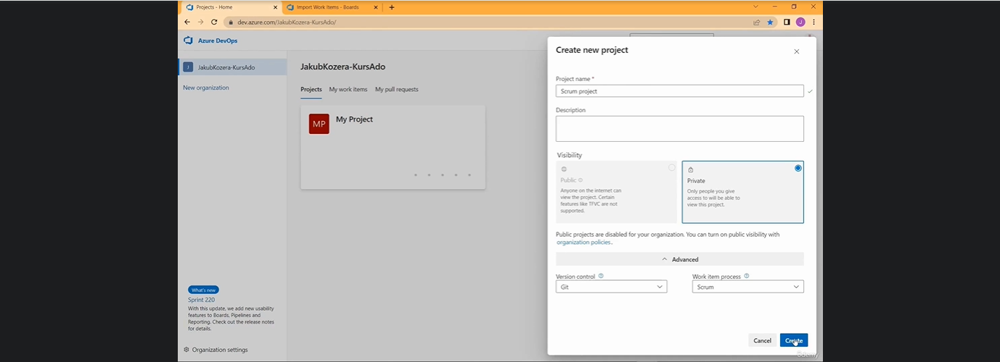 Projects - Home
Import Work Items - Boards
dev.azure.com/JakubKozera-KursAdo/
J
Azure DevOps
J
JakubKozera-KursAdo
New organization
What's new
Sprint 220
With this update, we add new usability
features to Boards, Pipelines and
Reporting. Check out the release notes
for details.
Organization settings
JakubKozera-KursAdo
Projects
My work items
My pull requests
MP
My Project
Create new project
Project name *
Scrum project
Description
Visibility
Public
Anyone on the internet can
view the project. Certain
features like TFVC are not
supported.
Private
Only people you give
access to will be able to
view this project.
Public projects are disabled for your organization. You can turn on public visibility with
organization policies.
Advanced
Version control
Git
Work item process
Scrum
Cancel
Create
Udemy